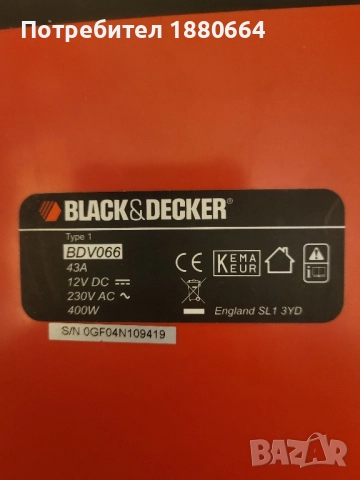 Потребител 1880664
BLACK&DECKER®
Type 1
BDV066
43A
12V DC
230V AC ~
400W
CE
KEMA
KEUR
England SL1 3YD
S/N 0GF04N109419
BAZAR